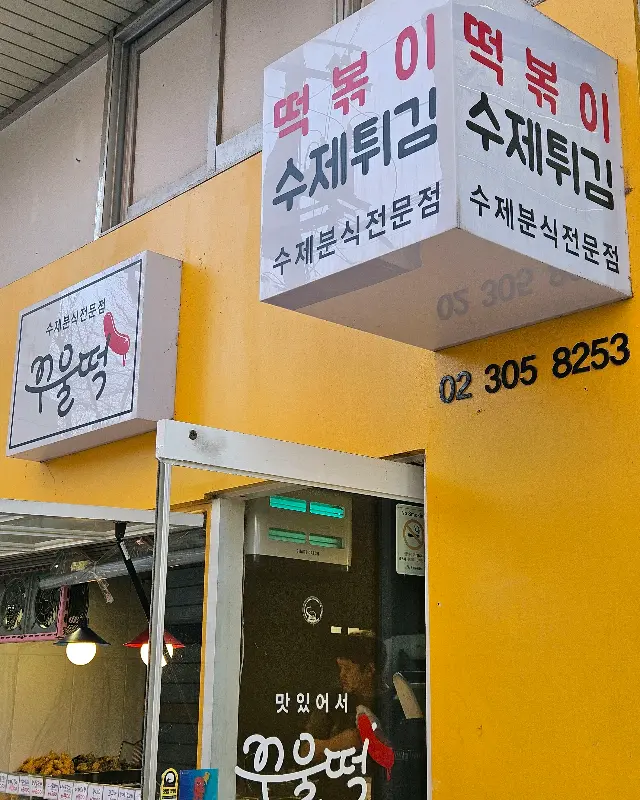 떡볶이
수제튀김
수제분식전문점
떡볶이
수제튀김
수제분식전문점
수제분식전문점
꾸울떡
02 305 8253
맛있어서
꾸울떡